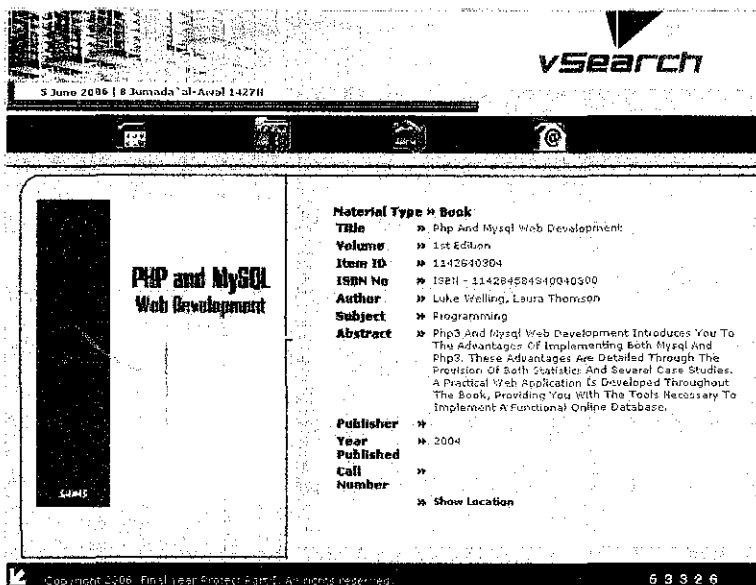 vSearch
5 June 2006 | 8 Jumada`al-Awal 1427H
PHP and MySQL
Web Development
SAMS
Material Type » Book
Title » Php And Mysql Web Development
Volume » 1st Edition
Item ID » 1142640304
ISBN No » ISBN - 114284584340040300
Author » Luke Welling, Laura Thomson
Subject » Programming
Abstract » Php3 And Mysql Web Development Introduces You To
The Advantages Of Implementing Both Mysql And
Php3. These Advantages Are Detailed Through The
Provision Of Both Statistics And Several Case Studies.
A Practical Web Application Is Developed Throughout
The Book, Providing You With The Tools Necessary To
Implement A Functional Online Database.
Publisher »
Year » 2004
Published
Call »
Number
» Show Location
Copyright 2006. Final Year Project Part I. All rights reserved.
63326